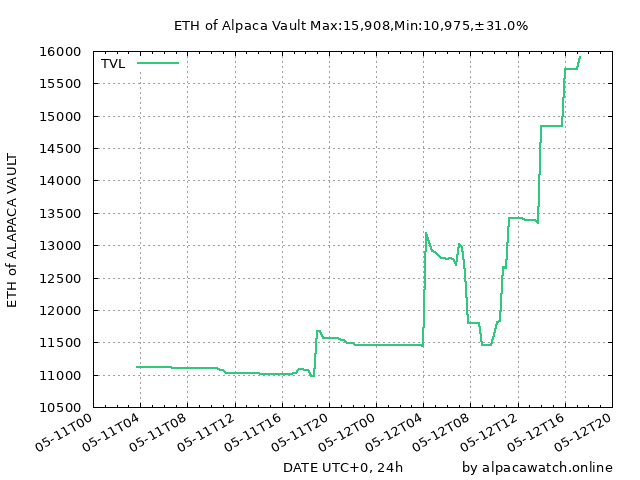 ETH of Alpaca Vault Max:15,908,Min:10,975,±31.0%
TVL
16000
15500
15000
14500
14000
13500
13000
12500
12000
11500
11000
10500
ETH of ALAPACA VAULT
05-11T00
05-11T04
05-11T08
05-11T12
05-11T16
05-11T20
05-12T00
05-12T04
05-12T08
05-12T12
05-12T16
05-12T20
DATE UTC+0, 24h
by alpacawatch.online